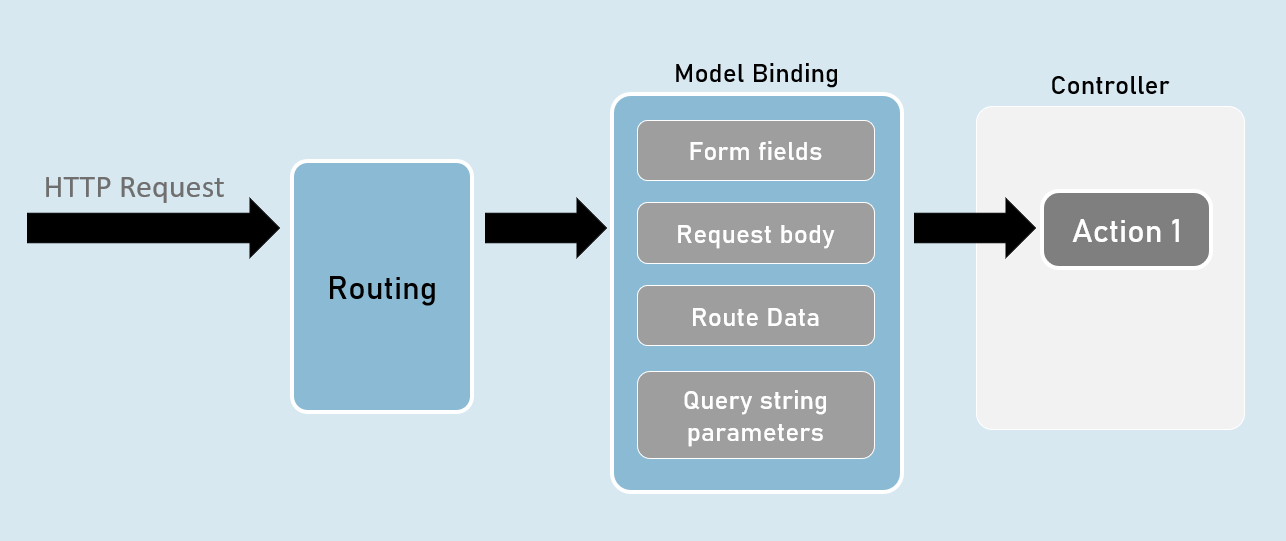 HTTP Request
Routing
Model Binding
Form fields
Request body
Route Data
Query string
parameters
Controller
Action 1